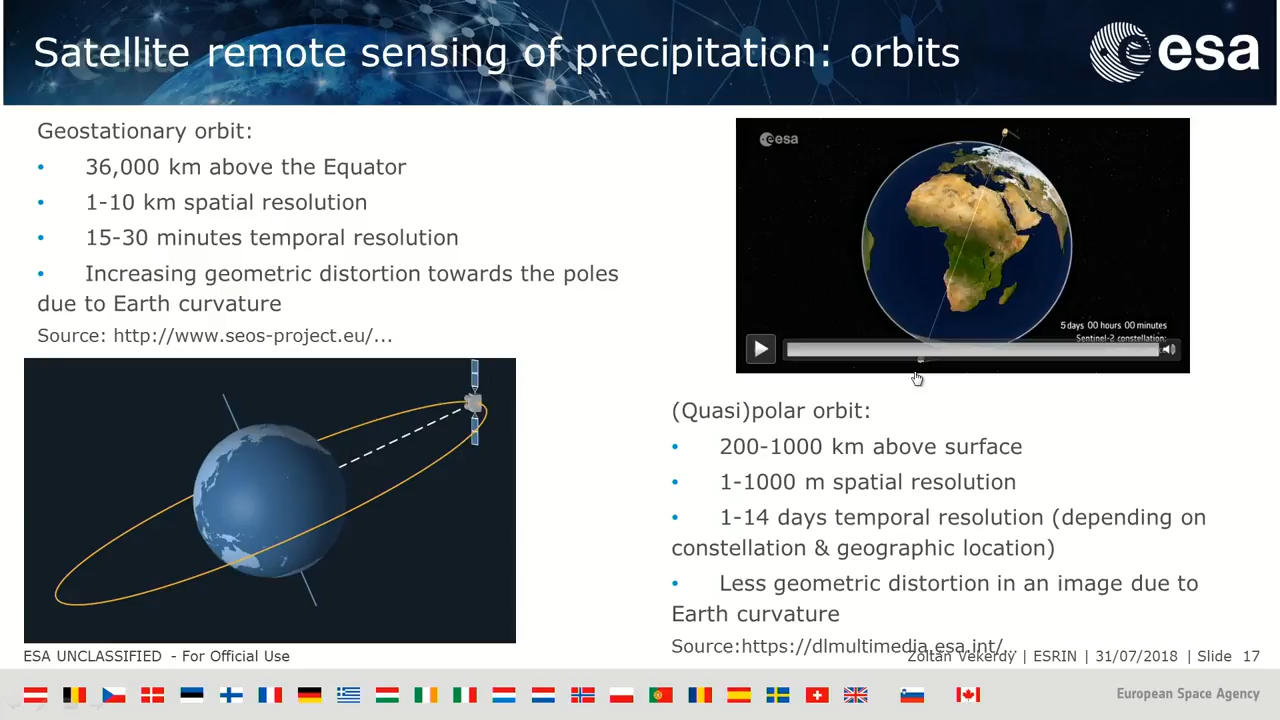 Satellite remote sensing of precipitation: orbits
esa
Geostationary orbit:
• 36,000 km above the Equator
• 1-10 km spatial resolution
• 15-30 minutes temporal resolution
• Increasing geometric distortion towards the poles
due to Earth curvature
Source: http://www.seos-project.eu/...
esa
5 days 00 hours 00 minutes
Sentinel-2 constellation:
(Quasi)polar orbit:
• 200-1000 km above surface
• 1-1000 m spatial resolution
• 1-14 days temporal resolution (depending on
constellation & geographic location)
• Less geometric distortion in an image due to
Earth curvature
Source:https://dlmultimedia.esa.int/...
ESA UNCLASSIFIED - For Official Use
Zoltan Vekerdy | ESRIN | 31/07/2018 | Slide 17
European Space Agency